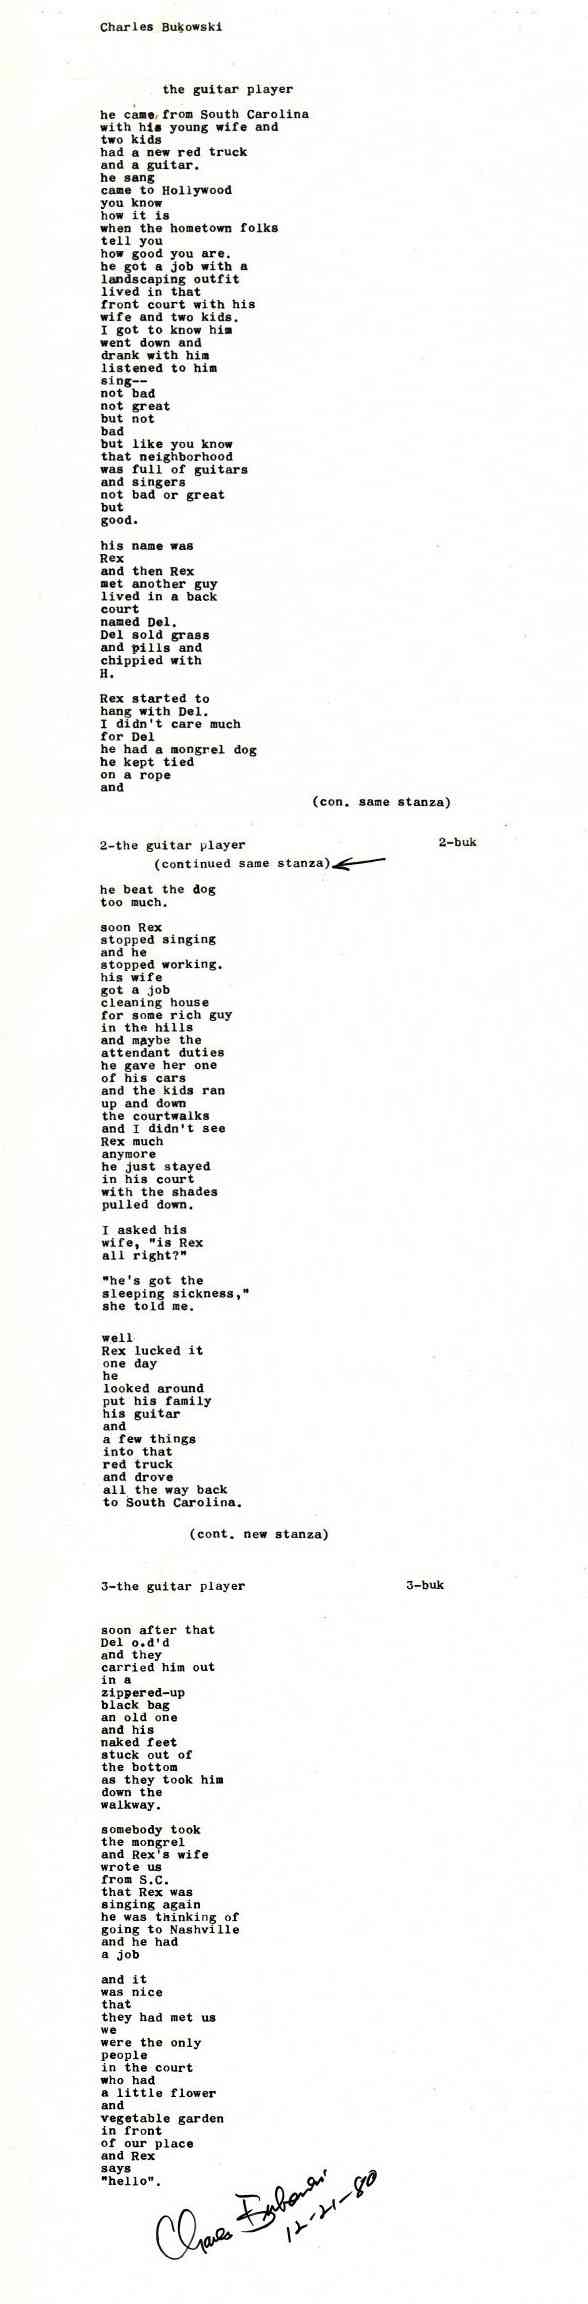 Charles Bukowski
the guitar player
he came from South Carolina
with his young wife and
two kids
had a new red truck
and a guitar.
he sang
came to Hollywood
you know
how it is
when the hometown folks
tell you
how good you are.
he got a job with a
landscaping outfit
lived in that
front court with his
wife and two kids.
I got to know him
went down and
drank with him
listened to him
sing--
not bad
not great
but not
bad
but like you know
that neighborhood
was full of guitars
and singers
not bad or great
but
good.
his name was
Rex
and then Rex
met another guy
lived in a back
court
named Del.
Del sold grass
and pills and
chippied with
H.
Rex started to
hang with Del.
I didn't care much
for Del
he had a mongrel dog
he kept tied
on a rope
and
(con. same stanza)
2-the guitar player 2-buk
(continued same stanza)
he beat the dog
too much.
soon Rex
stopped singing
and he
stopped working.
his wife
got a job
cleaning house
for some rich guy
in the hills
and maybe the
attendant duties
he gave her one
of his cars
and the kids ran
up and down
the courtwalks
and I didn't see
Rex much
anymore
he just stayed
in his court
with the shades
pulled down.
I asked his
wife, "is Rex
all right?"
"he's got the
sleeping sickness,"
she told me.
well
Rex lucked it
one day
he
looked around
put his family
his guitar
and
a few things
into that
red truck
and drove
all the way back
to South Carolina.
(cont. new stanza)
3-the guitar player 3-buk
soon after that
Del o.d'd
and they
carried him out
in a
zippered-up
black bag
an old one
and his
naked feet
stuck out of
the bottom
as they took him
down the
walkway.
somebody took
the mongrel
and Rex's wife
wrote us
from S.C.
that Rex was
singing again
he was thinking of
going to Nashville
and he had
a job
and it
was nice
that
they had met us
we
were the only
people
in the court
who had
a little flower
and
vegetable garden
in front
of our place
and Rex
says
"hello".
Charles Bukowski
12-21-80